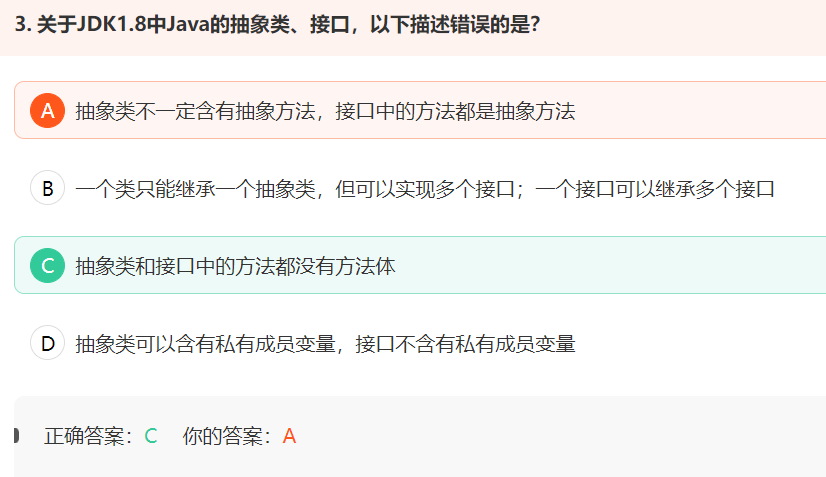 3. 关于JDK1.8中Java的抽象类、接口，以下描述错误的是?
A 抽象类不一定含有抽象方法，接口中的方法都是抽象方法
B 一个类只能继承一个抽象类，但可以实现多个接口；一个接口可以继承多个接口
C 抽象类和接口中的方法都没有方法体
D 抽象类可以含有私有成员变量，接口不含有私有成员变量
正确答案：C 你的答案：A